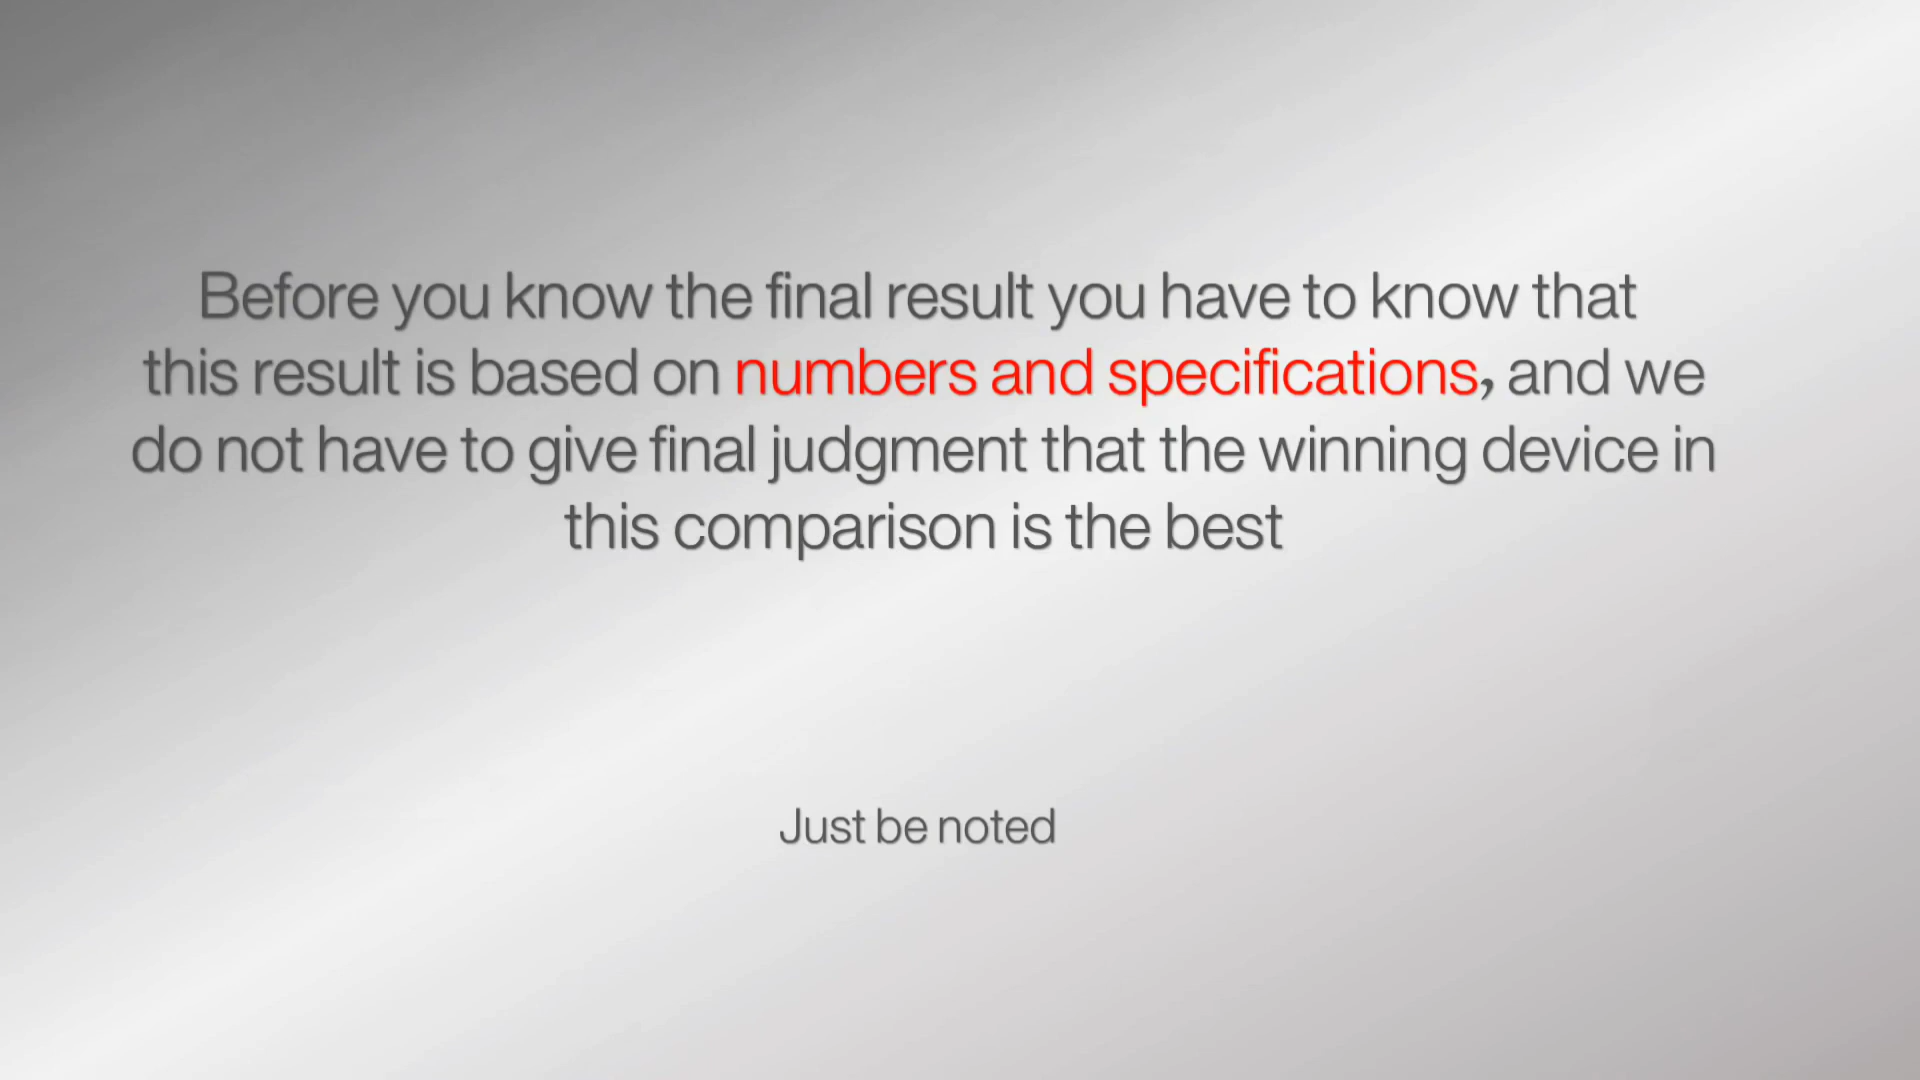 Before you know the final result you have to know that
this result is based on numbers and specifications, and we
do not have to give final judgment that the winning device in
this comparison is the best
Just be noted